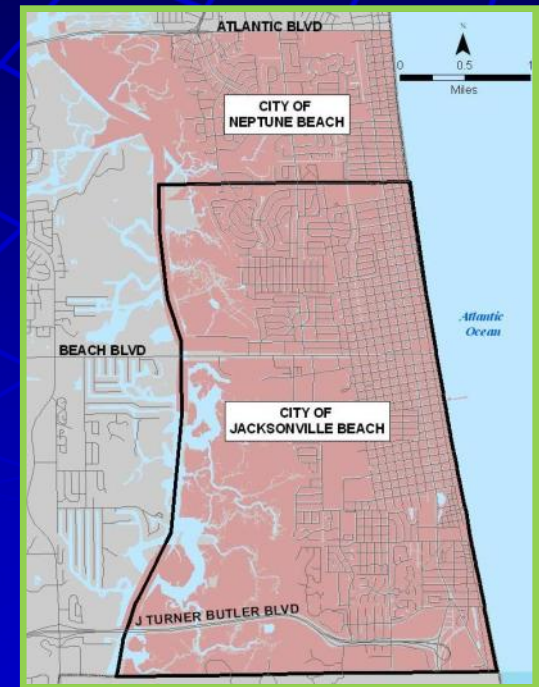 ATLANTIC BLVD
N
0 0.5 1
Miles
CITY OF
NEPTUNE BEACH
Atlantic
Ocean
BEACH BLVD
CITY OF
JACKSONVILLE BEACH
J TURNER BUTLER BLVD